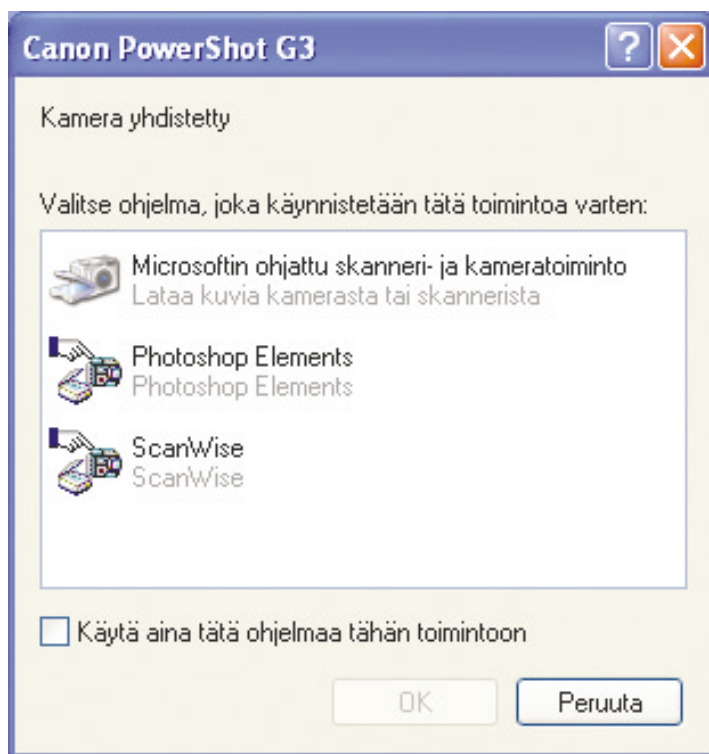 Canon PowerShot G3
Kamera yhdistetty
Valitse ohjelma, joka käynnistetään tätä toimintoa varten:
Microsoftin ohjattu skanneri- ja kameratoiminto
Lataa kuvia kamerasta tai skannerista
Photoshop Elements
Photoshop Elements
ScanWise
ScanWise
Käytä aina tätä ohjelmaa tähän toimintoon
OK
Peruuta